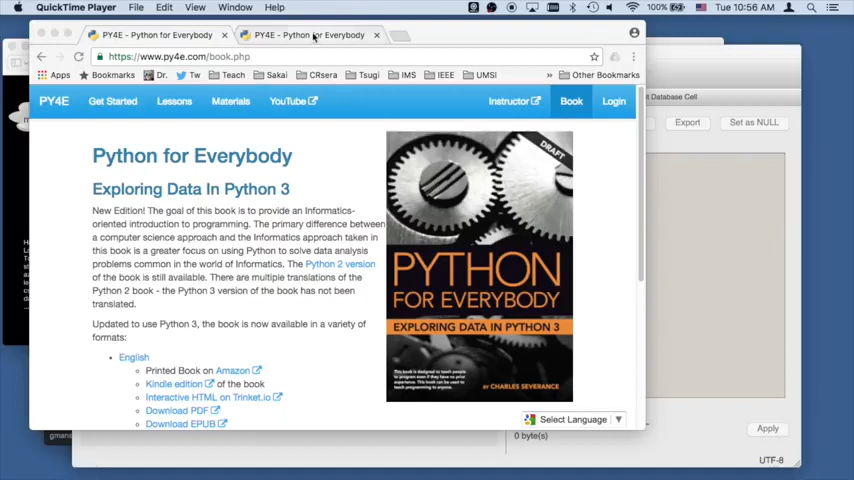 QuickTime Player File Edit View Window Help 100% Tue 10:56 AM
PY4E - Python for Everybody PY4E - Python for Everybody
https://www.py4e.com/book.php
Apps Bookmarks Dr. Tw Teach Sakai CRsera Tsugi IMS IEEE UMSI » Other Bookmarks
PY4E Get Started Lessons Materials YouTube Instructor Book Login
t Database Cell
Export Set as NULL
Python for Everybody
Exploring Data In Python 3
New Edition! The goal of this book is to provide an Informatics-
oriented introduction to programming. The primary difference between
a computer science approach and the Informatics approach taken in
this book is a greater focus on using Python to solve data analysis
problems common in the world of Informatics. The Python 2 version
of the book is still available. There are multiple translations of the
Python 2 book - the Python 3 version of the book has not been
translated.
Updated to use Python 3, the book is now available in a variety of
formats:
English
Printed Book on Amazon
Kindle edition of the book
Interactive HTML on Trinket.io
Download PDF
Download EPUB
DRAFT
PYTHON
FOR EVERYBODY
EXPLORING DATA IN PYTHON 3
BY CHARLES SEVERANCE
Select Language
gman
0 byte(s)
Apply
UTF-8